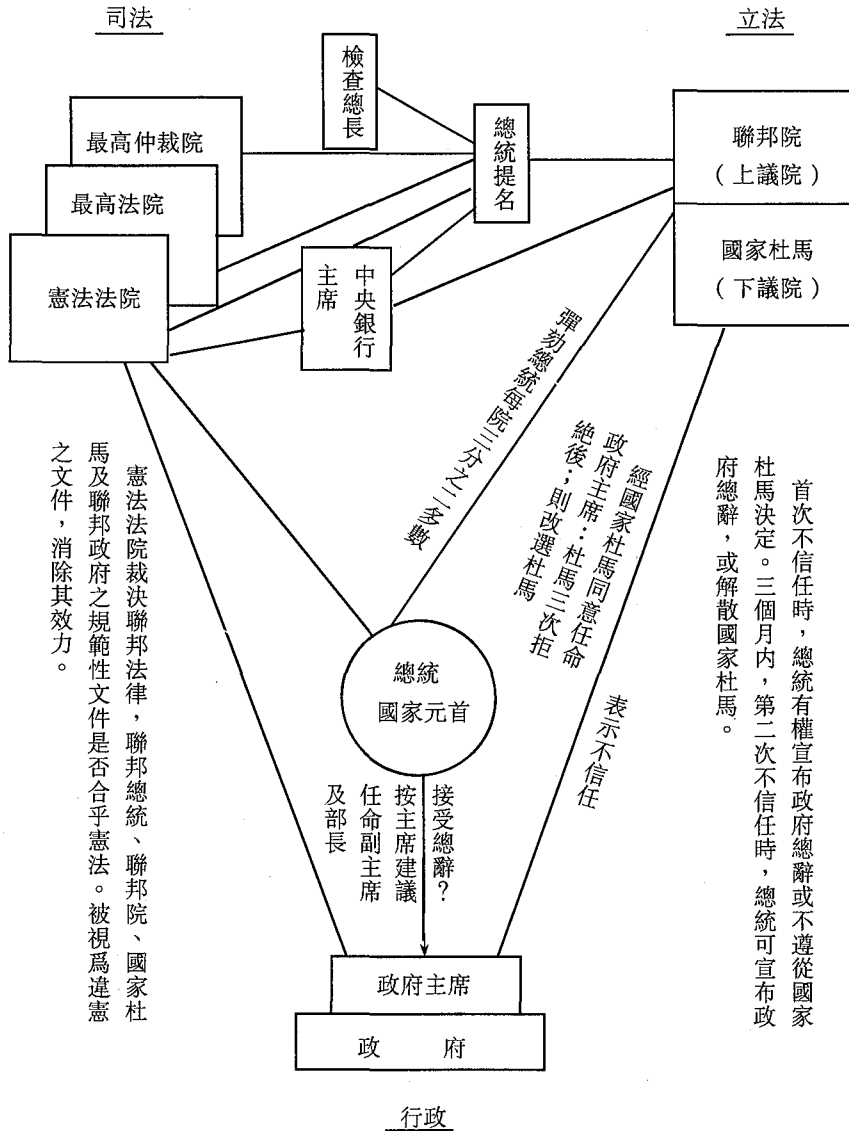 司法
立法
檢查總長
總統提名
最高仲裁院
最高法院
憲法法院
中央銀行
主席
聯邦院
（上議院）
國家杜馬
（下議院）
彈劾總統每院三分之二多數
經國家杜馬同意任命
政府主席：杜馬三次拒
絕後；則改選杜馬
表示不信任
首次不信任時，總統有權宣布政府總辭或不遵從國家
杜馬決定。三個月內，第二次不信任時，總統可宣布政
府總辭，或解散國家杜馬。
憲法法院裁決聯邦法律，聯邦總統、聯邦院、國家杜
馬及聯邦政府之規範性文件是否合乎憲法。被視爲違憲
之文件，消除其效力。
總統
國家元首
接受總辭？
按主席建議
任命副主席
及部長
政府主席
政　府
行政